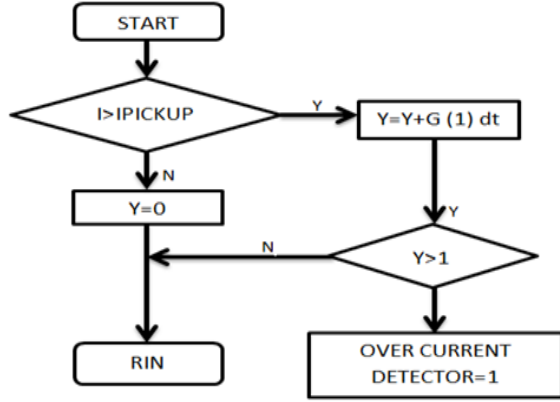 START
I>IPICKUP
Y
Y=Y+G (1) dt
N
Y=0
Y
N
Y>1
RIN
OVER CURRENT
DETECTOR=1